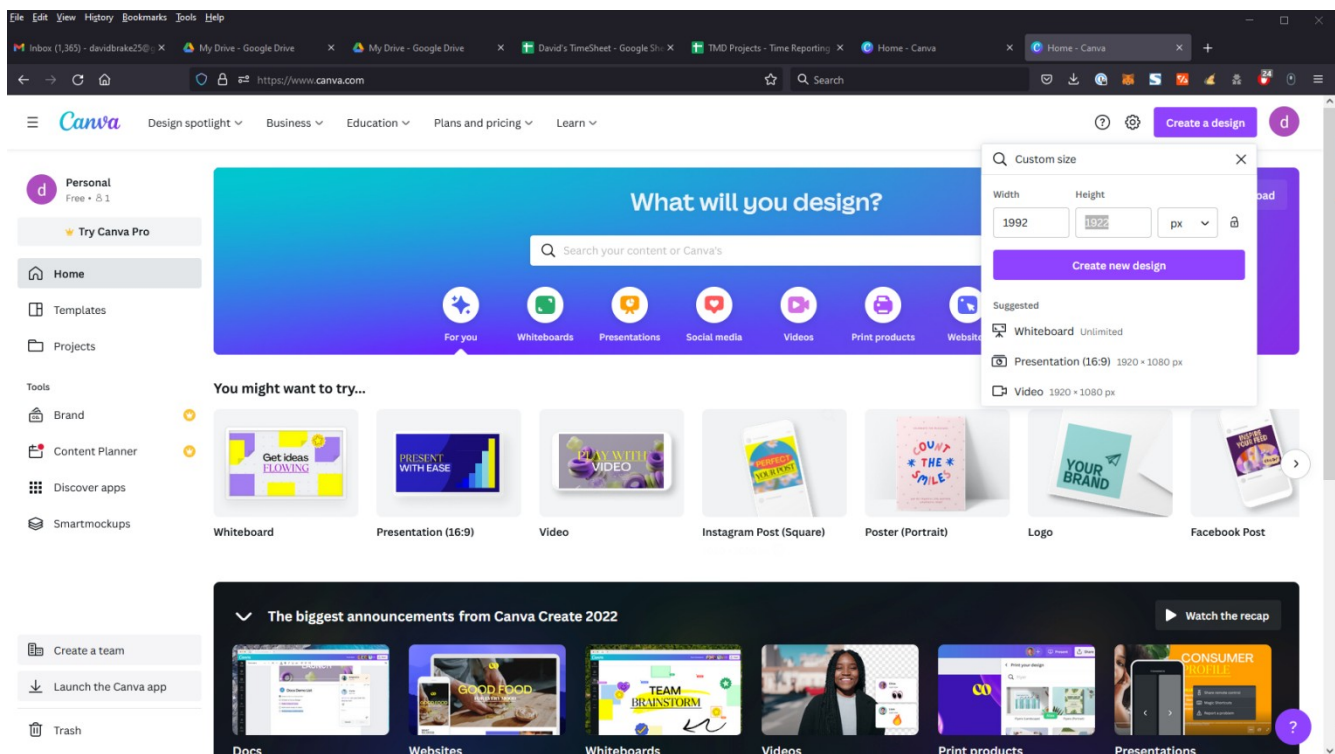 File Edit View History Bookmarks Tools Help
Inbox (1,365) - davidbrake25@
My Drive - Google Drive
My Drive - Google Drive
David's TimeSheet - Google She
TMD Projects - Time Reporting
Home - Canva
Home - Canva
https://www.canva.com
Search
24
Canva
Design spotlight
Business
Education
Plans and pricing
Learn
Create a design
d
d
Personal
Free • 1
Try Canva Pro
Home
Templates
Projects
Tools
Brand
Content Planner
Discover apps
Smartmockups
Create a team
Launch the Canva app
Trash
What will you design?
Search your content or Canva's
For you
Whiteboards
Presentations
Social media
Videos
Print products
Website
oad
Custom size
Width Height
1992 1922 px
Create new design
Suggested
Whiteboard Unlimited
Presentation (16:9) 1920 × 1080 px
Video 1920 × 1080 px
You might want to try...
Get ideas
FLOWING
PRESENT
WITH EASE
PLAY WITH
VIDEO
PERFECT
YOUR POST
COUNT
* THE *
SMILES
YOUR
BRAND
INSPIRE
YOUR FEED
Whiteboard
Presentation (16:9)
Video
Instagram Post (Square)
Poster (Portrait)
Logo
Facebook Post
The biggest announcements from Canva Create 2022
Watch the recap
GOOD FOOD
TEAM
BRAINSTORM
Print your design
CONSUMER
PROFILE
Docs
Websites
Whiteboards
Videos
Print products
Presentations
?